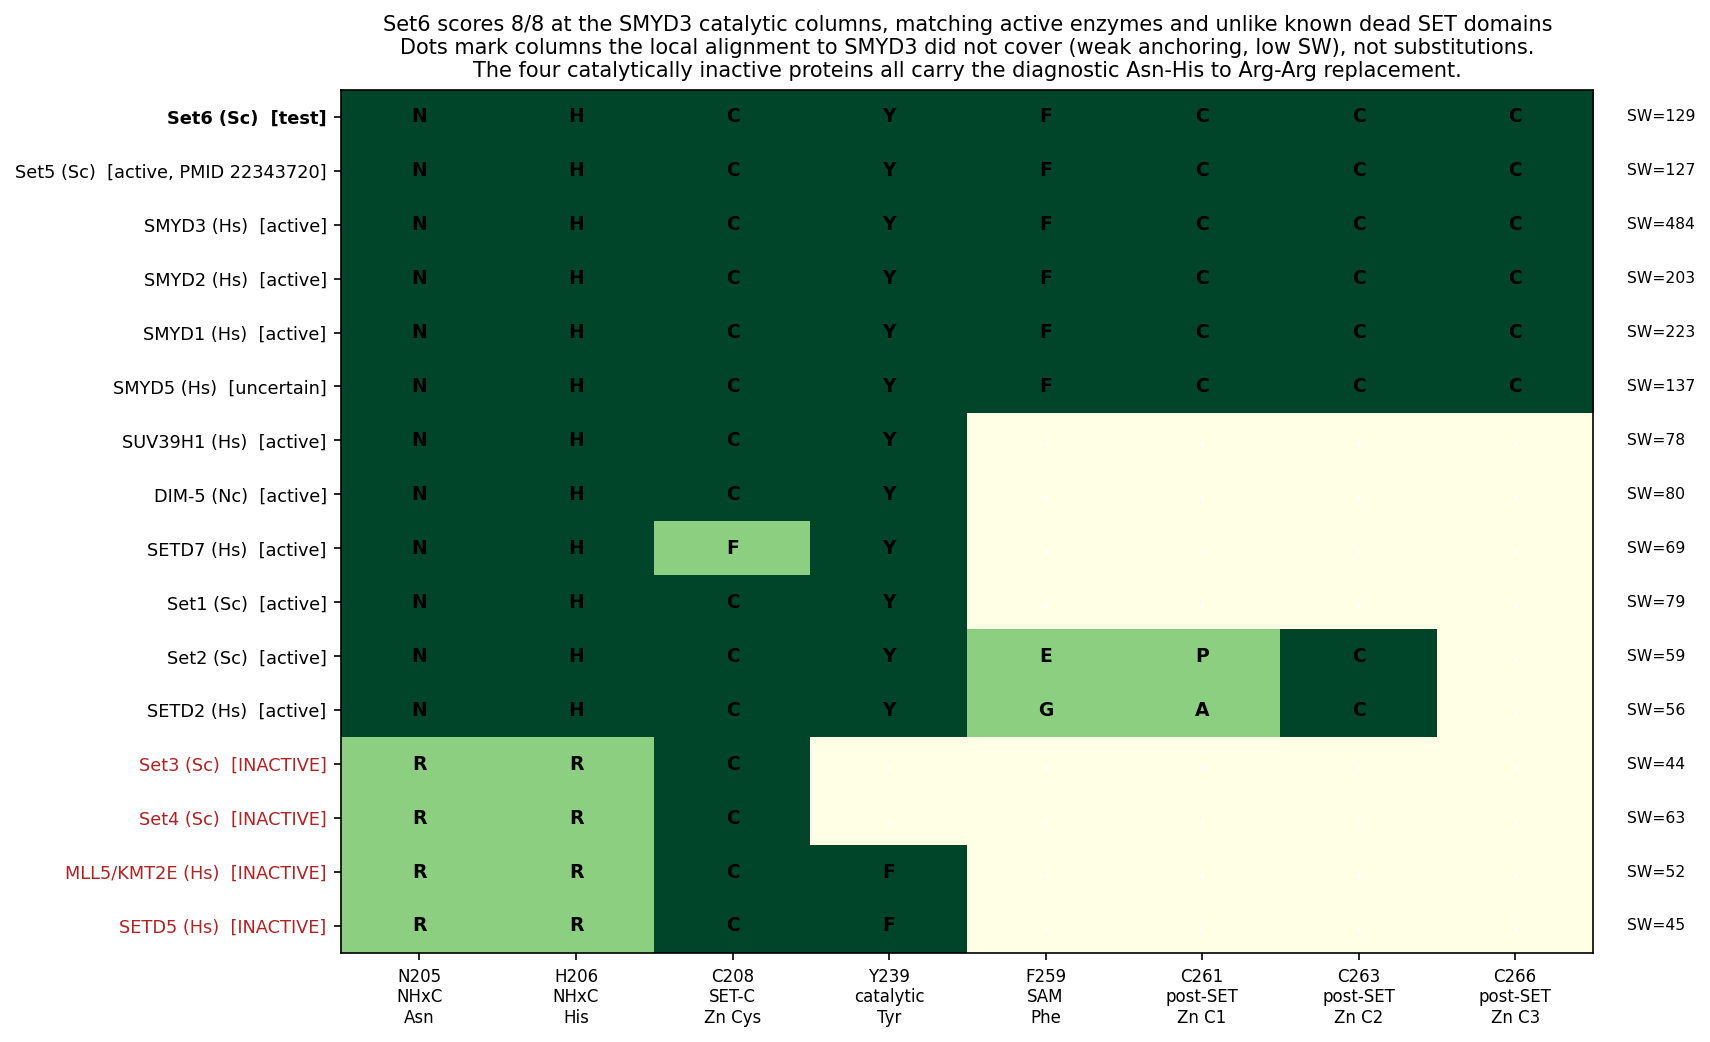 Set6 scores 8/8 at the SMYD3 catalytic columns, matching active enzymes and unlike known dead SET domains
Dots mark columns the local alignment to SMYD3 did not cover (weak anchoring, low SW), not substitutions.
The four catalytically inactive proteins all carry the diagnostic Asn-His to Arg-Arg replacement.
Set6 (Sc) [test] N H C Y F C C C SW=129
Set5 (Sc) [active, PMID 22343720] N H C Y F C C C SW=127
SMYD3 (Hs) [active] N H C Y F C C C SW=484
SMYD2 (Hs) [active] N H C Y F C C C SW=203
SMYD1 (Hs) [active] N H C Y F C C C SW=223
SMYD5 (Hs) [uncertain] N H C Y F C C C SW=137
SUV39H1 (Hs) [active] N H C Y SW=78
DIM-5 (Nc) [active] N H C Y SW=80
SETD7 (Hs) [active] N H F Y SW=69
Set1 (Sc) [active] N H C Y SW=79
Set2 (Sc) [active] N H C Y E P C SW=59
SETD2 (Hs) [active] N H C Y G A C SW=56
Set3 (Sc) [INACTIVE] R R C SW=44
Set4 (Sc) [INACTIVE] R R C SW=63
MLL5/KMT2E (Hs) [INACTIVE] R R C F SW=52
SETD5 (Hs) [INACTIVE] R R C F SW=45
N205 H206 C208 Y239 F259 C261 C263 C266
NHxC NHxC SET-C catalytic SAM post-SET post-SET post-SET
Asn His Zn Cys Tyr Phe Zn C1 Zn C2 Zn C3